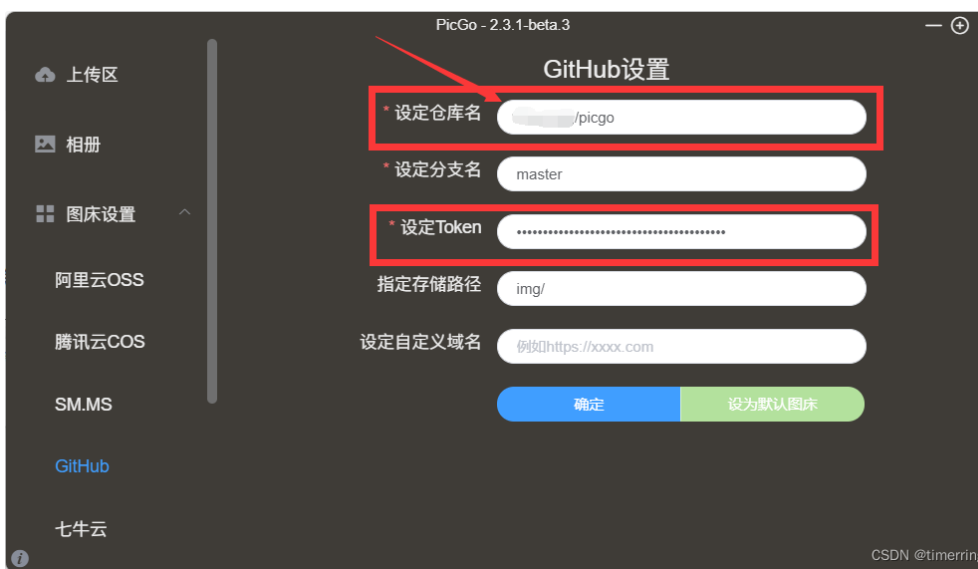 PicGo - 2.3.1-beta.3
上传区
相册
图床设置
阿里云OSS
腾讯云COS
SM.MS
GitHub
七牛云
GitHub设置
* 设定仓库名
/picgo
* 设定分支名
master
* 设定Token
指定存储路径
img/
设定自定义域名
例如https://xxxx.com
确定
设为默认图床
CSDN @timerrin